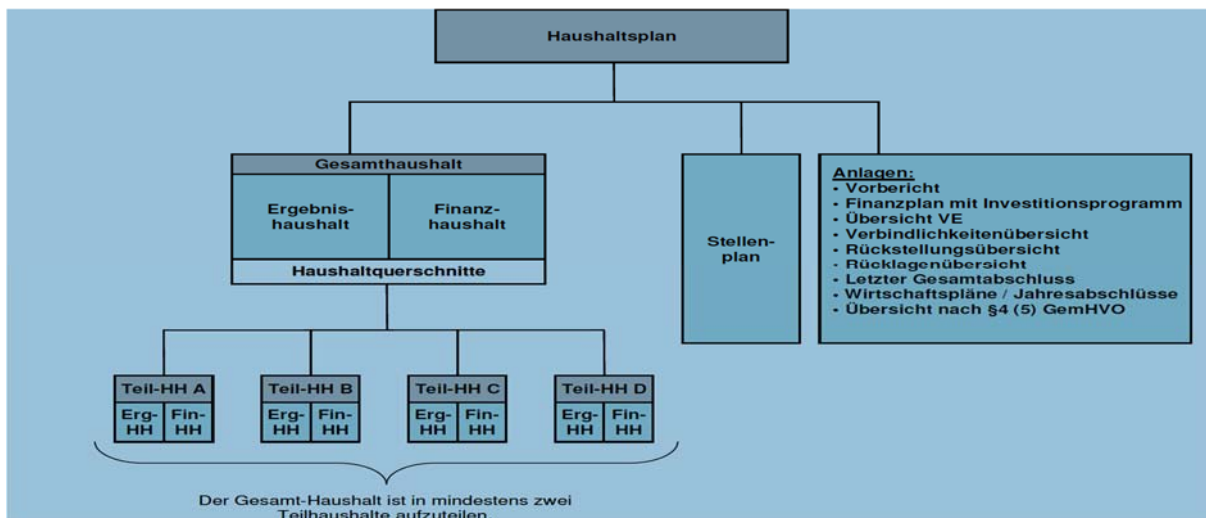 Haushaltsplan
Gesamthaushalt
Ergebnis-
haushalt
Finanz-
haushalt
Haushaltquerschnitte
Stellen-
plan
Anlagen:
• Vorbericht
• Finanzplan mit Investitionsprogramm
• Übersicht VE
• Verbindlichkeitenübersicht
• Rückstellungsübersicht
• Rücklagenübersicht
• Letzter Gesamtabschluss
• Wirtschaftspläne / Jahresabschlüsse
• Übersicht nach §4 (5) GemHVO
Teil-HH A
Erg-
HH
Fin-
HH
Teil-HH B
Erg-
HH
Fin-
HH
Teil-HH C
Erg-
HH
Fin-
HH
Teil-HH D
Erg-
HH
Fin-
HH
Der Gesamt-Haushalt ist in mindestens zwei
Teilhaushalte aufzuteilen